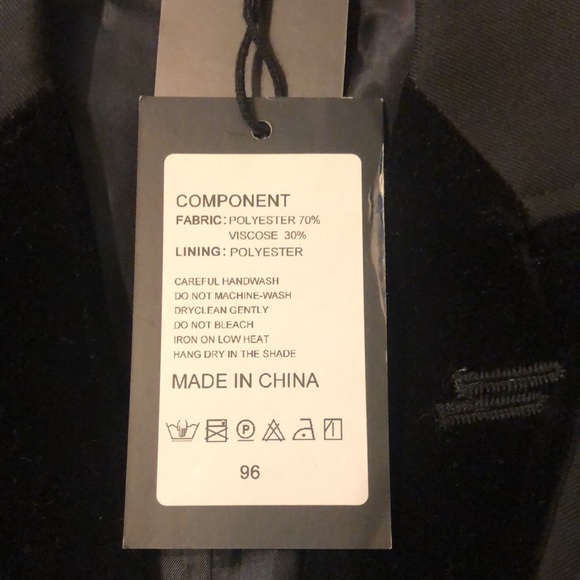 COMPONENT
FABRIC: POLYESTER 70%
VISCOSE 30%
LINING: POLYESTER
CAREFUL HANDWASH
DO NOT MACHINE-WASH
DRYCLEAN GENTLY
DO NOT BLEACH
IRON ON LOW HEAT
HANG DRY IN THE SHADE
MADE IN CHINA
P
96